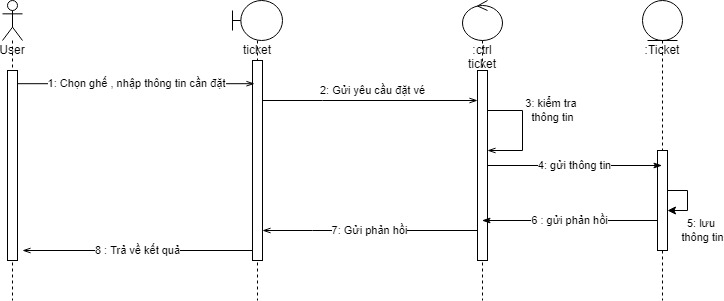 User
ticket
:ctrl
ticket
:Ticket
1: Chọn ghế , nhập thông tin cần đặt
2: Gửi yêu cầu đặt vé
3: kiểm tra
thông tin
4: gửi thông tin
5: lưu
thông tin
6 : gửi phản hồi
7: Gửi phản hồi
8 : Trả về kết quả